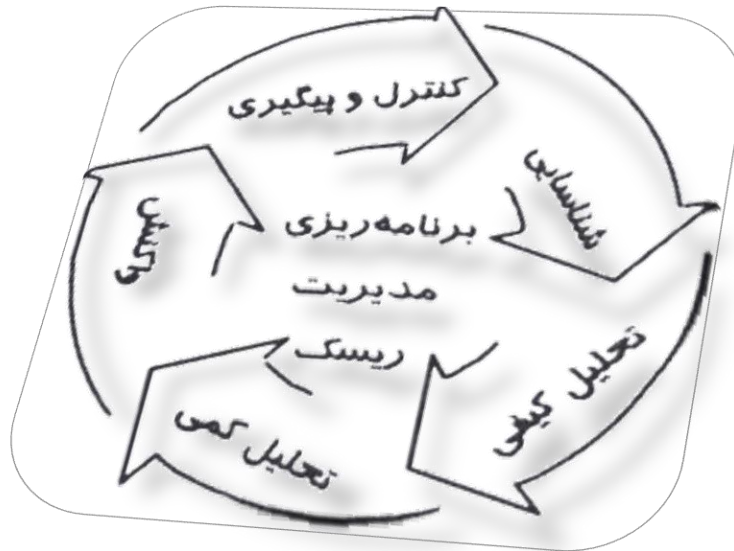 کنترل و پیگیری
شناسایی
برنامه‌ریزی
مدیریت
ریسک
واکنش
تحلیل کیفی
تحلیل کمی